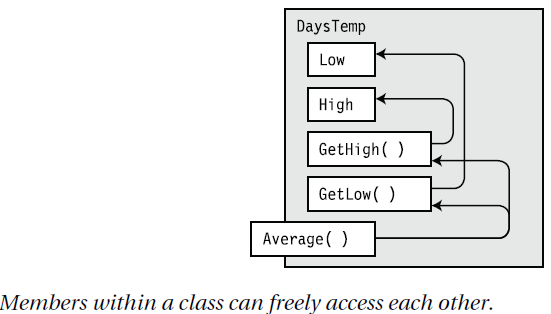 DaysTemp
Low
High
GetHigh( )
GetLow( )
Average( )
Members within a class can freely access each other.